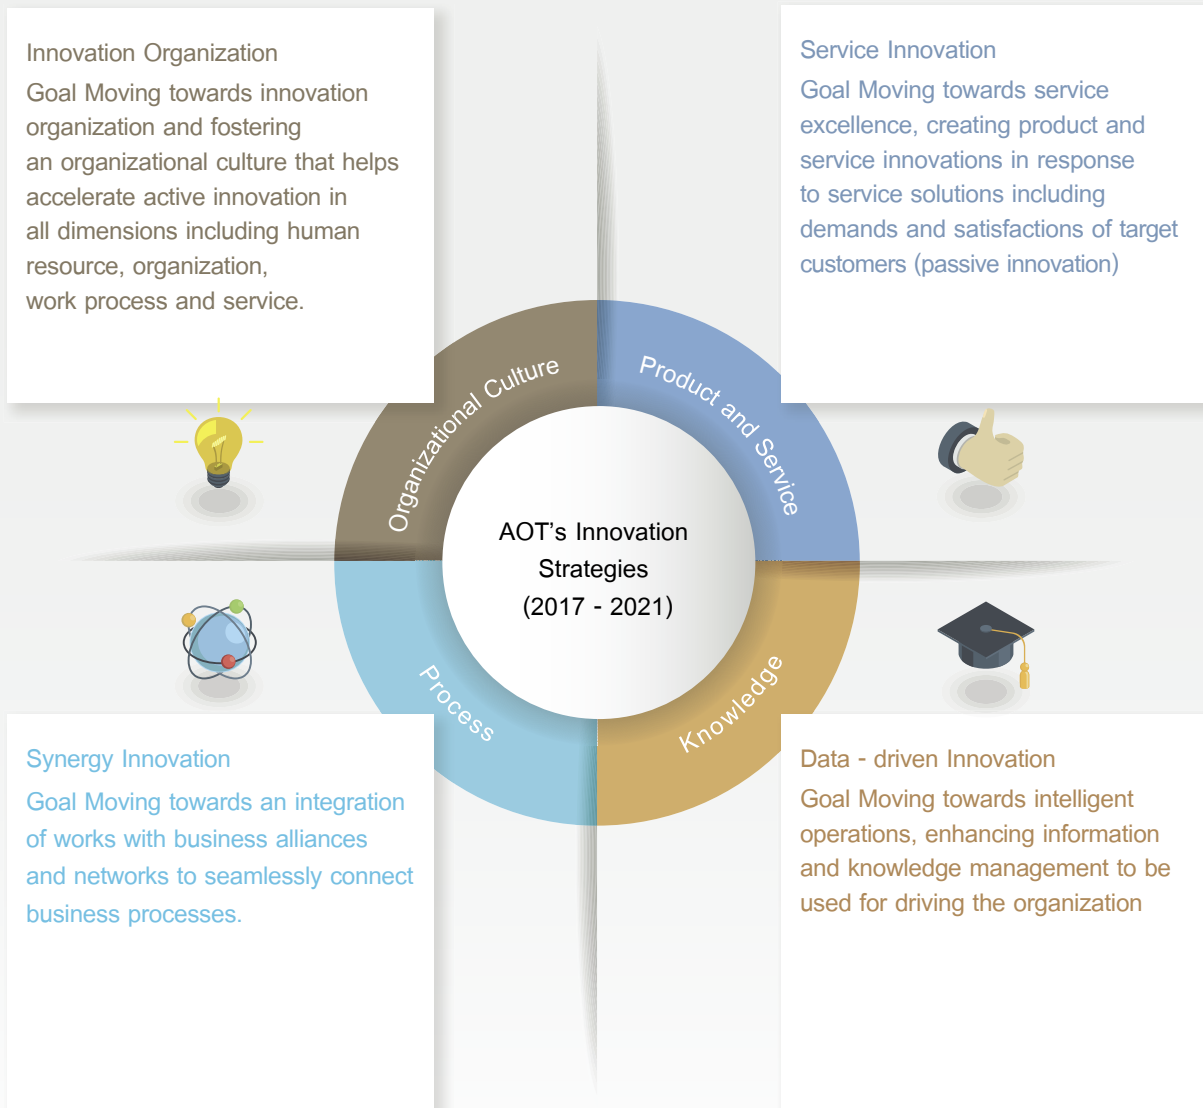 Innovation Organization
Goal Moving towards innovation
organization and fostering
an organizational culture that helps
accelerate active innovation in
all dimensions including human
resource, organization,
work process and service.
Service Innovation
Goal Moving towards service
excellence, creating product and
service innovations in response
to service solutions including
demands and satisfactions of target
customers (passive innovation)
Organizational Culture
Product and Service
AOT’s Innovation
Strategies
(2017 - 2021)
Process
Knowledge
Synergy Innovation
Goal Moving towards an integration
of works with business alliances
and networks to seamlessly connect
business processes.
Data - driven Innovation
Goal Moving towards intelligent
operations, enhancing information
and knowledge management to be
used for driving the organization